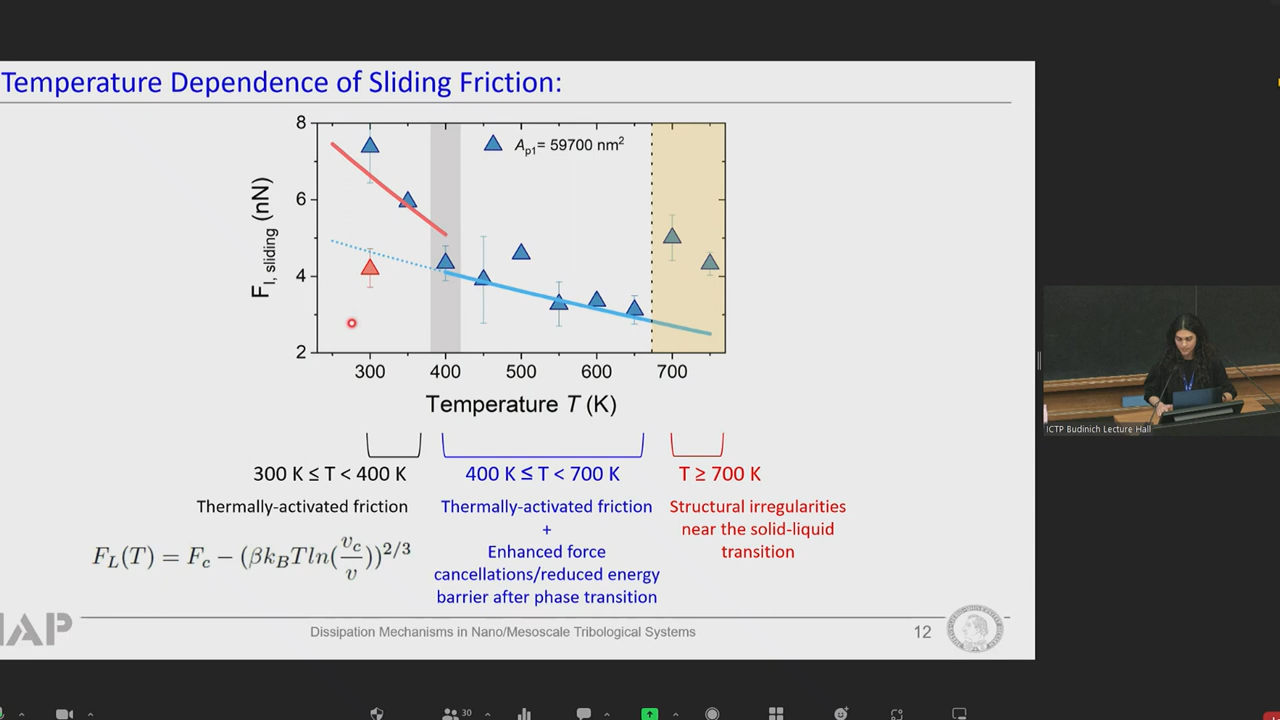 Temperature Dependence of Sliding Friction:
8
6
4
2
F_l, sliding (nN)
A_p1= 59700 nm²
300 400 500 600 700
Temperature T (K)
300 K ≤ T < 400 K
Thermally-activated friction
F_L(T) = F_c − (βk_BTln(v_c/v))^2/3
400 K ≤ T < 700 K
Thermally-activated friction
+
Enhanced force
cancellations/reduced energy
barrier after phase transition
T ≥ 700 K
Structural irregularities
near the solid-liquid
transition
IAP
Dissipation Mechanisms in Nano/Mesoscale Tribological Systems
12
ICTP Budinich Lecture Hall
30